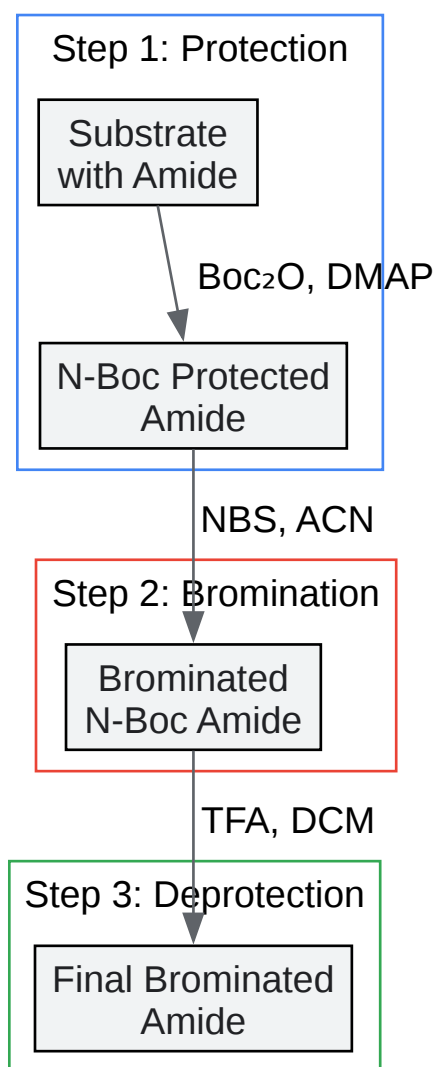 Step 1: Protection
Substrate
with Amide
Boc₂O, DMAP
N-Boc Protected
Amide
NBS, ACN
Step 2: Bromination
Brominated
N-Boc Amide
TFA, DCM
Step 3: Deprotection
Final Brominated
Amide